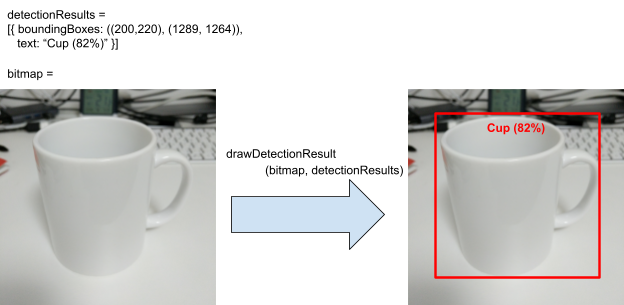 detectionResults =
[{ boundingBoxes: ((200,220), (1289, 1264)),
text: “Cup (82%)” }]
bitmap =
drawDetectionResult
(bitmap, detectionResults)
Cup (82%)